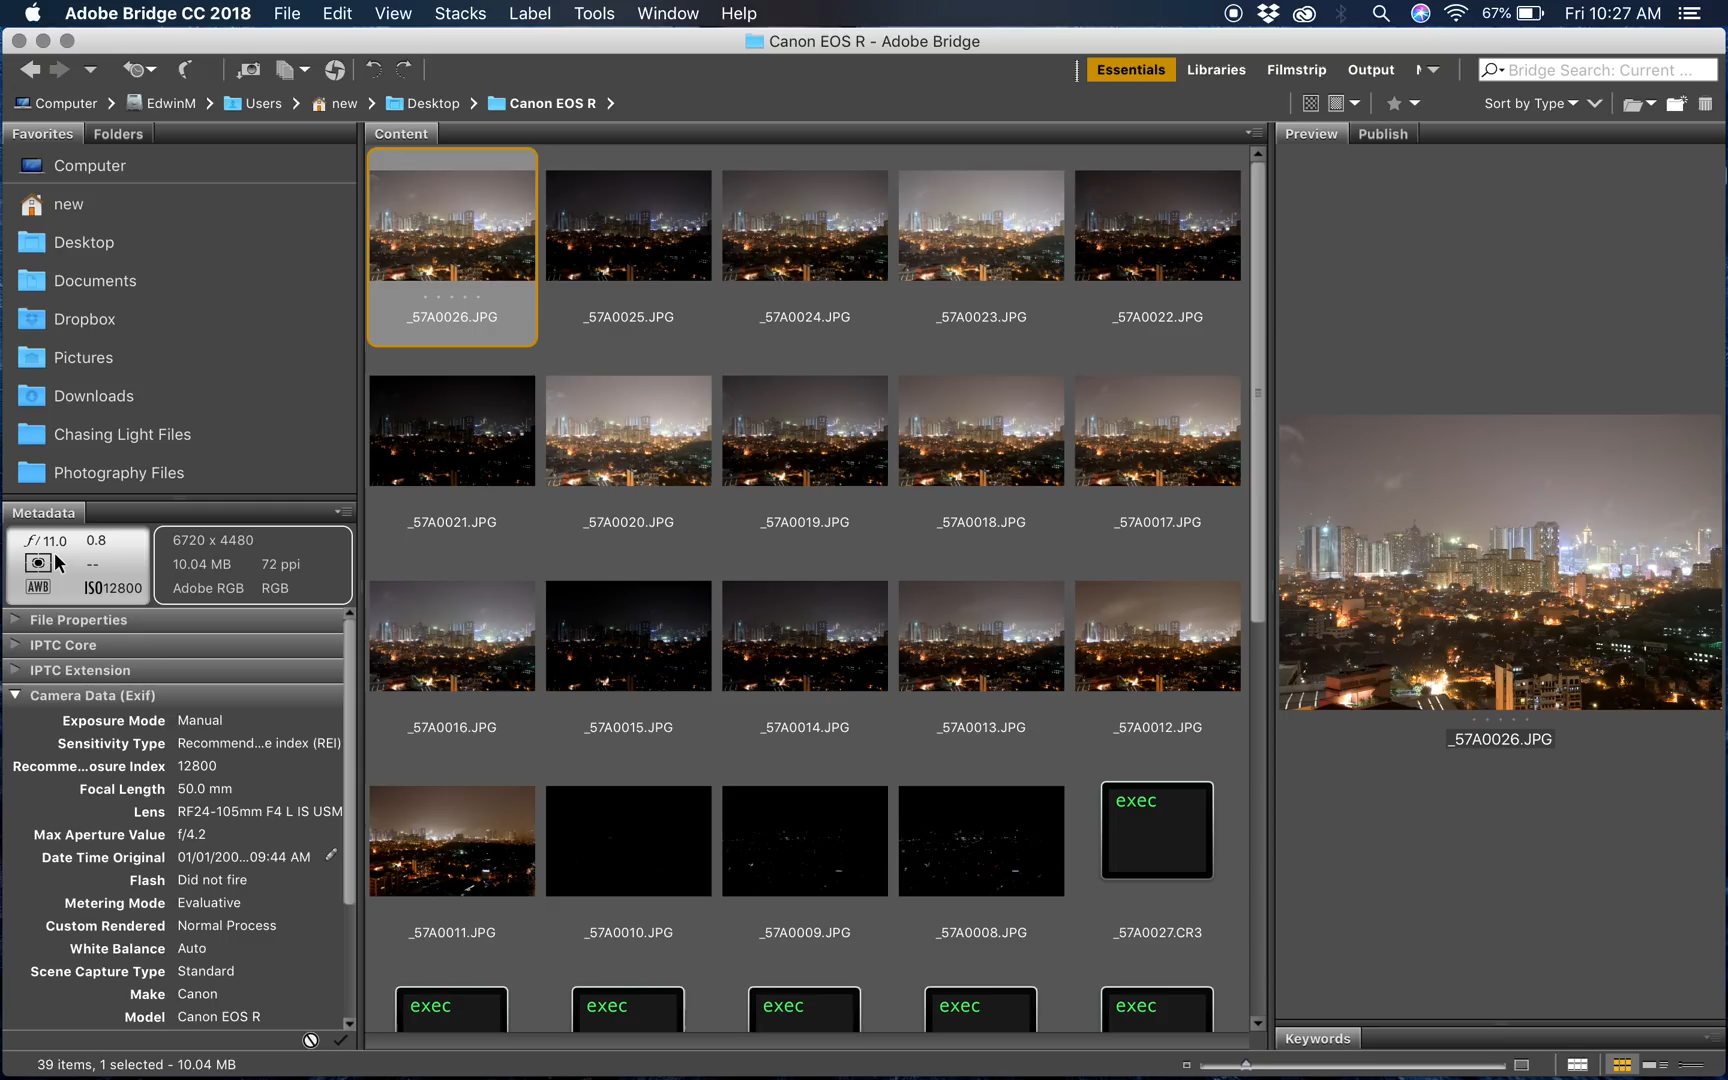 Adobe Bridge CC 2018 File Edit View Stacks Label Tools Window Help 67% Fri 10:27 AM
Canon EOS R - Adobe Bridge
Essentials Libraries Filmstrip Output Bridge Search: Current ...
Computer EdwinM Users new Desktop Canon EOS R Sort by Type
Favorites Folders
Computer
new
Desktop
Documents
Dropbox
Pictures
Downloads
Chasing Light Files
Photography Files
Metadata
f/11.0 0.8
--
AWB ISO12800
6720 x 4480
10.04 MB 72 ppi
Adobe RGB RGB
File Properties
IPTC Core
IPTC Extension
Camera Data (Exif)
Exposure Mode Manual
Sensitivity Type Recommend...e index (REI)
Recomme...osure Index 12800
Focal Length 50.0 mm
Lens RF24-105mm F4 L IS USM
Max Aperture Value f/4.2
Date Time Original 01/01/200...09:44 AM
Flash Did not fire
Metering Mode Evaluative
Custom Rendered Normal Process
White Balance Auto
Scene Capture Type Standard
Make Canon
Model Canon EOS R
39 items, 1 selected - 10.04 MB
Content
_57A0026.JPG _57A0025.JPG _57A0024.JPG _57A0023.JPG _57A0022.JPG
_57A0021.JPG _57A0020.JPG _57A0019.JPG _57A0018.JPG _57A0017.JPG
_57A0016.JPG _57A0015.JPG _57A0014.JPG _57A0013.JPG _57A0012.JPG
exec
_57A0011.JPG _57A0010.JPG _57A0009.JPG _57A0008.JPG _57A0027.CR3
exec exec exec exec exec
Preview Publish
_57A0026.JPG
Keywords